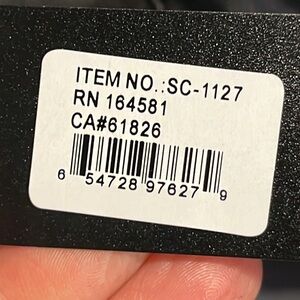 ITEM NO.:SC-1127
RN 164581
CA#61826
6 54728 97627 9